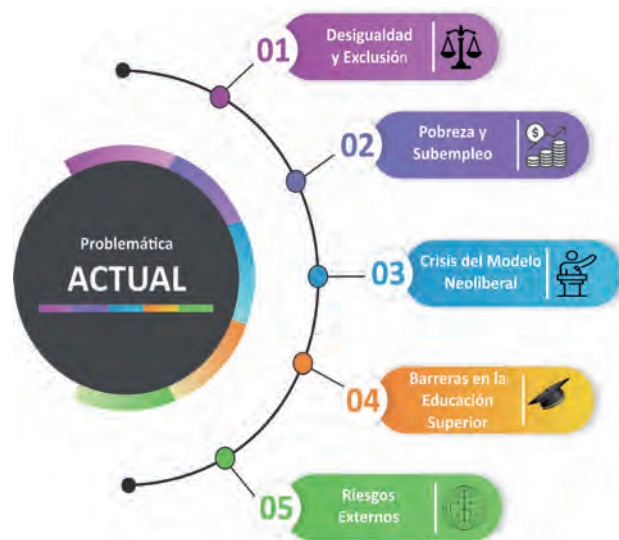 01
Desigualdad
y Exclusión
02
Pobreza y
Subempleo
$
Problemática
ACTUAL
03
Crisis del Modelo
Neoliberal
04
Barreras en la
Educación
Superior
05
Riesgos
Externos